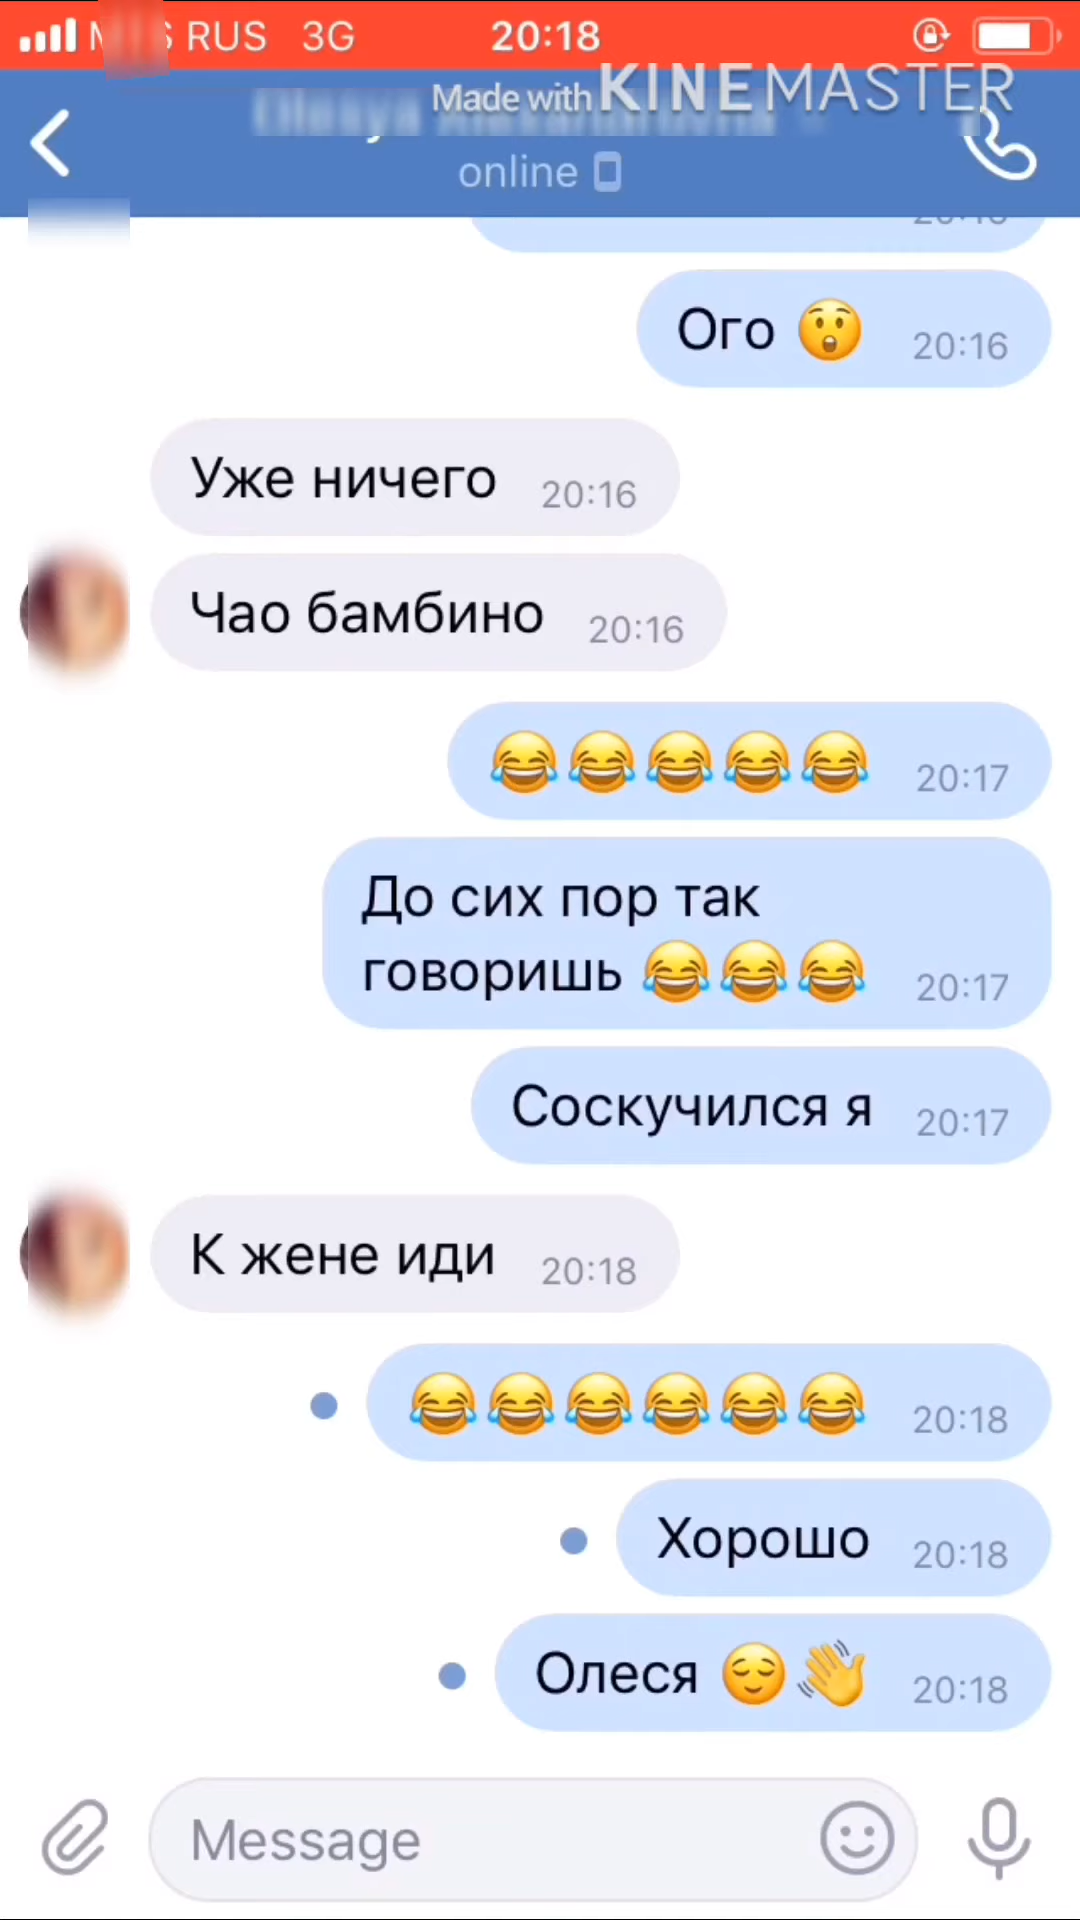 RUS 3G 20:18
Made with KINEMASTER
online
Ого 😲 20:16
Уже ничего 20:16
Чао бамбино 20:16
😂😂😂😂😂 20:17
До сих пор так
говоришь 😂😂😂 20:17
Соскучился я 20:17
К жене иди 20:18
😂😂😂😂😂😂 20:18
Хорошо 20:18
Олеся 😌👋 20:18
Message